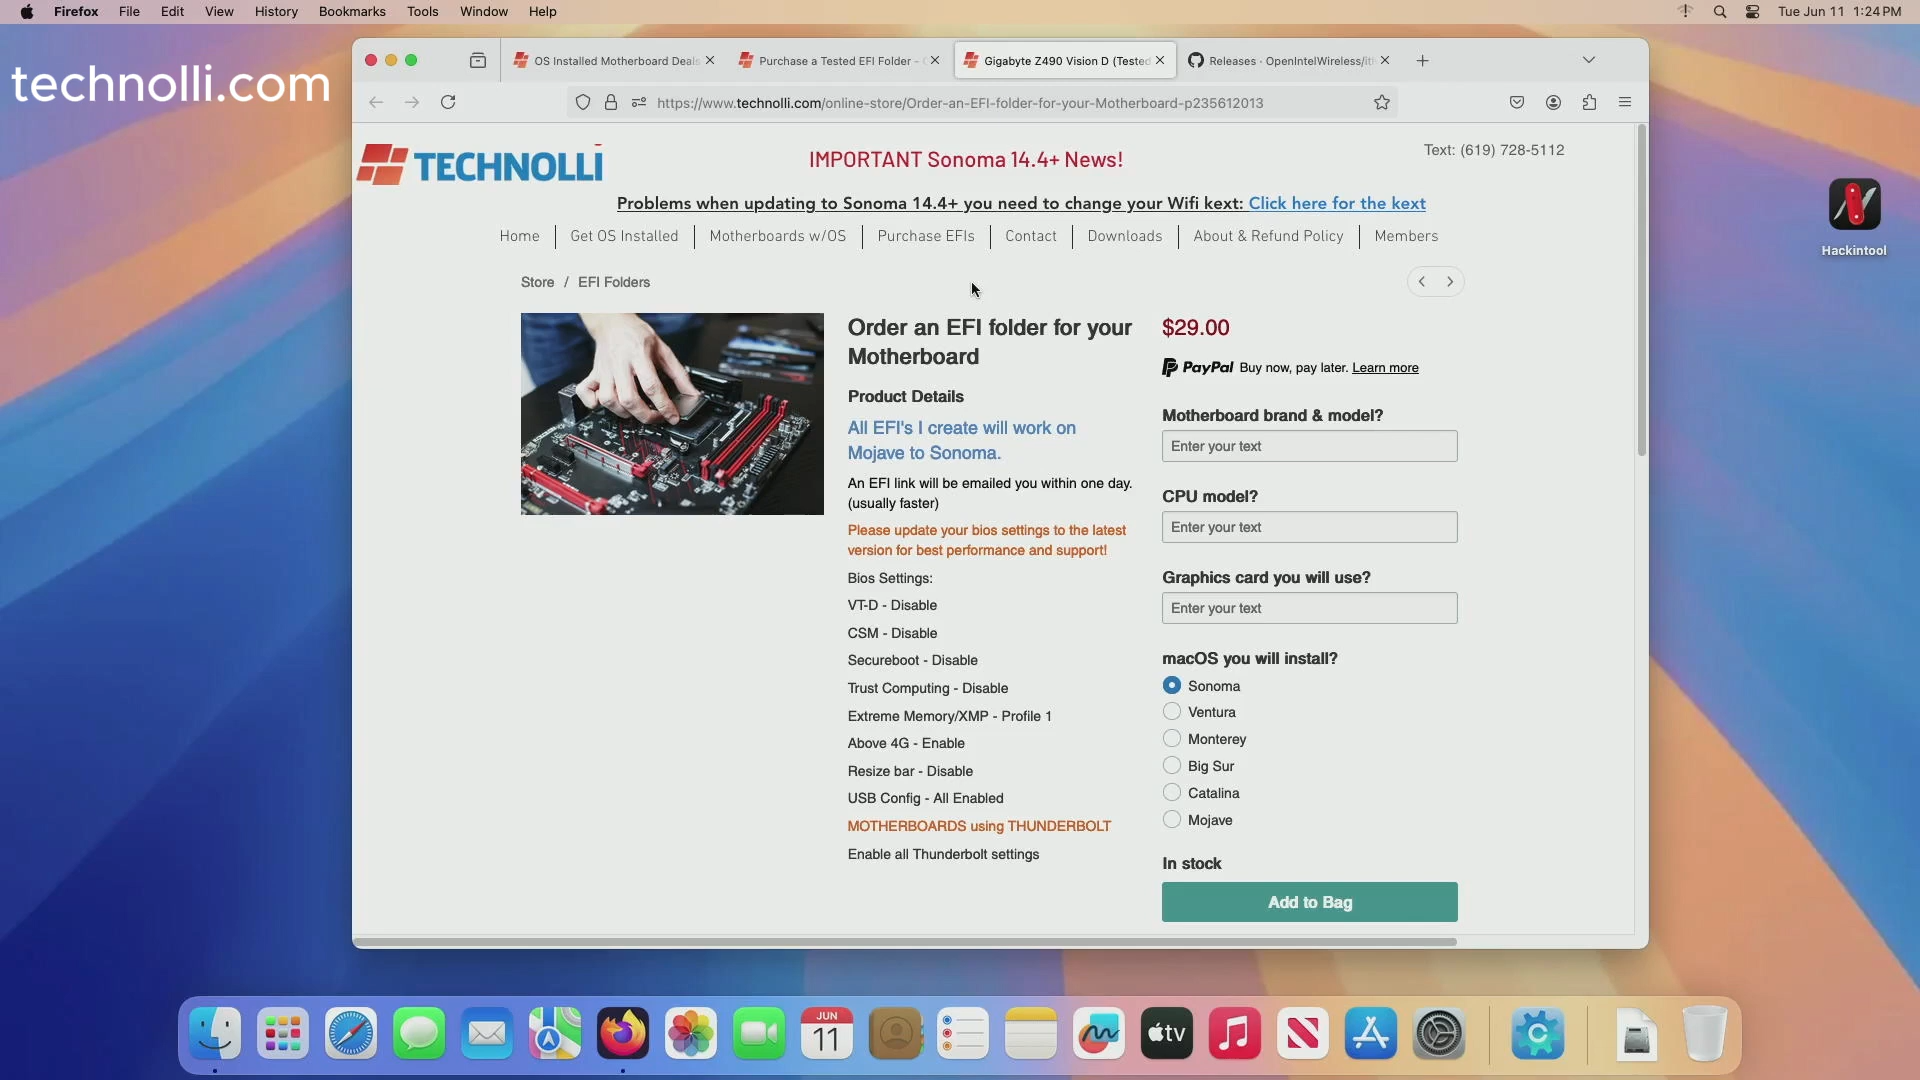 Firefox File Edit View History Bookmarks Tools Window Help
Tue Jun 11 1:24 PM
technolli.com
OS Installed Motherboard Deals
Purchase a Tested EFI Folder -
Gigabyte Z490 Vision D (Tested
Releases · OpenIntelWireless/itl
https://www.technolli.com/online-store/Order-an-EFI-folder-for-your-Motherboard-p235612013
TECHNOLLI
IMPORTANT Sonoma 14.4+ News!
Text: (619) 728-5112
Problems when updating to Sonoma 14.4+ you need to change your Wifi kext: Click here for the kext
Home Get OS Installed Motherboards w/OS Purchase EFIs Contact Downloads About & Refund Policy Members
Hackintool
Store / EFI Folders
Order an EFI folder for your
Motherboard
Product Details
All EFI's I create will work on
Mojave to Sonoma.
An EFI link will be emailed you within one day.
(usually faster)
Please update your bios settings to the latest
version for best performance and support!
Bios Settings:
VT-D - Disable
CSM - Disable
Secureboot - Disable
Trust Computing - Disable
Extreme Memory/XMP - Profile 1
Above 4G - Enable
Resize bar - Disable
USB Config - All Enabled
MOTHERBOARDS using THUNDERBOLT
Enable all Thunderbolt settings
$29.00
PayPal Buy now, pay later. Learn more
Motherboard brand & model?
Enter your text
CPU model?
Enter your text
Graphics card you will use?
Enter your text
macOS you will install?
Sonoma
Ventura
Monterey
Big Sur
Catalina
Mojave
In stock
Add to Bag
JUN
11
tv